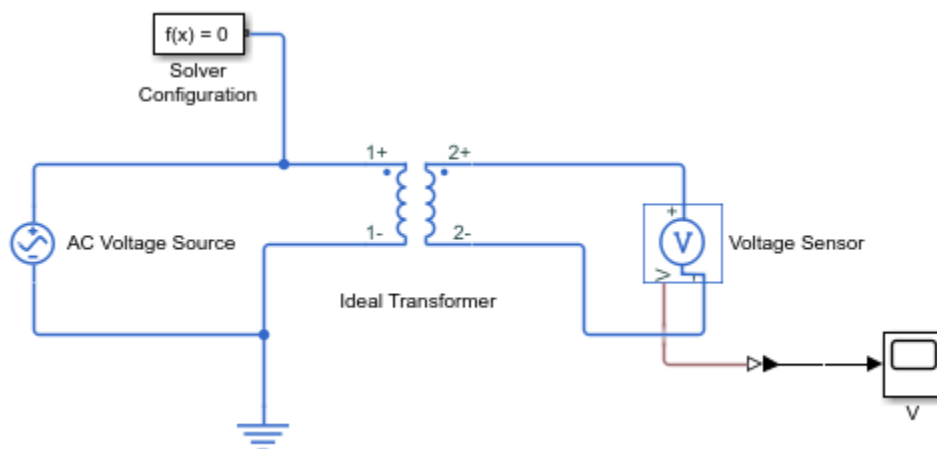 f(x) = 0
Solver
Configuration
1+
2+
+
AC Voltage Source
V
Voltage Sensor
1-
2-
V
-
Ideal Transformer
V